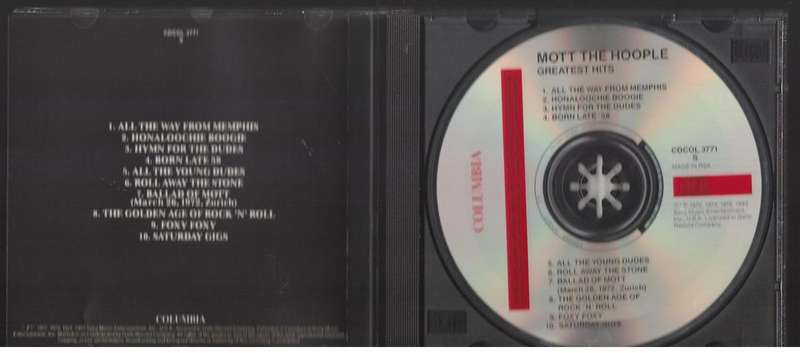 COCOL 3771
S
1. ALL THE WAY FROM MEMPHIS
2. HONALOOCHIE BOOGIE
3. HYMN FOR THE DUDES
4. BORN LATE 58
5. ALL THE YOUNG DUDES
6. ROLL AWAY THE STONE
7. BALLAD OF MOTT
(March 26, 1972, Zurich)
8. THE GOLDEN AGE OF ROCK 'N' ROLL
9. FOXY FOXY
10. SATURDAY GIGS
COLUMBIA
MOTT THE HOOPLE
GREATEST HITS
1. ALL THE WAY FROM MEMPHIS
2. HONALOOCHIE BOOGIE
3. HYMN FOR THE DUDES
4. BORN LATE '58
COLUMBIA
COCOL 3771
S
MADE IN RSA
5. ALL THE YOUNG DUDES
6. ROLL AWAY THE STONE
7. BALLAD OF MOTT
(March 26, 1972, Zurich)
8. THE GOLDEN AGE OF
ROCK 'N' ROLL
9. FOXY FOXY
10. SATURDAY GIGS